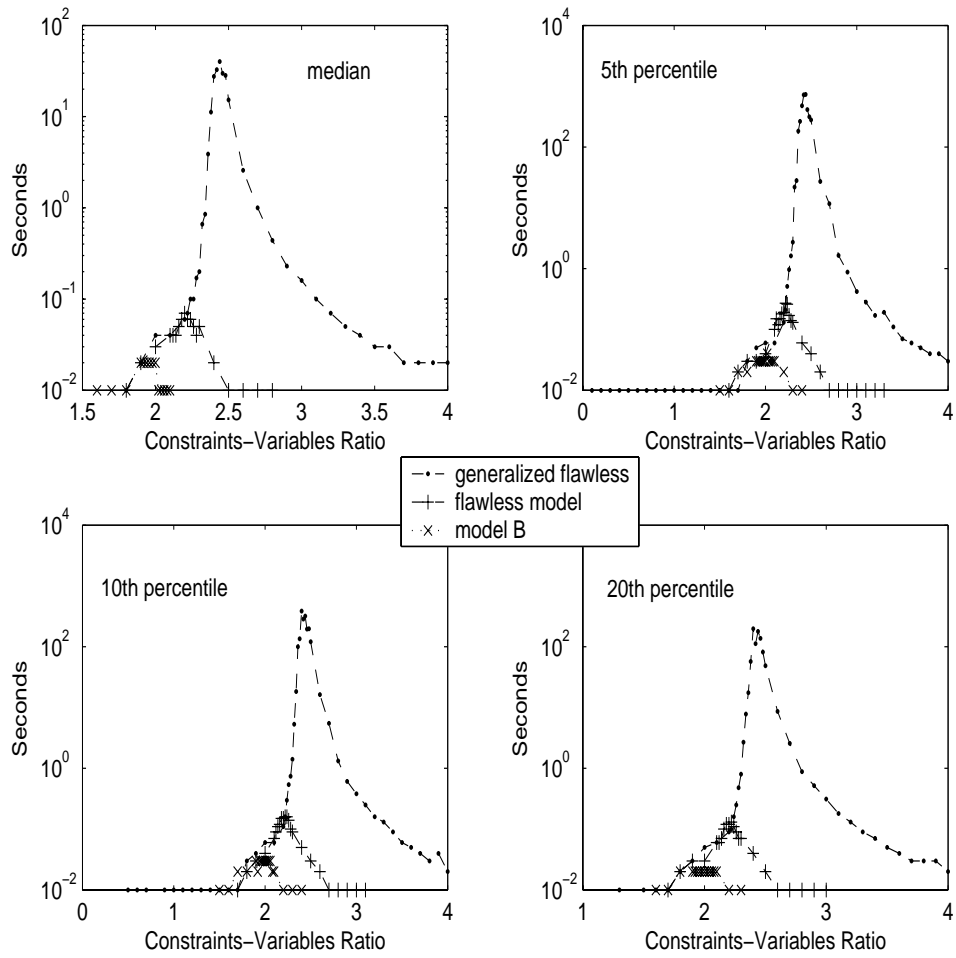 median
Seconds
10^2
10^1
10^0
10^−1
10^−2
1.5 2 2.5 3 3.5 4
Constraints−Variables Ratio
5th percentile
Seconds
10^4
10^2
10^0
10^−2
0 1 2 3 4
Constraints−Variables Ratio
generalized flawless
flawless model
model B
10th percentile
Seconds
10^4
10^2
10^0
10^−2
0 1 2 3 4
Constraints−Variables Ratio
20th percentile
Seconds
10^4
10^2
10^0
10^−2
1 2 3 4
Constraints−Variables Ratio